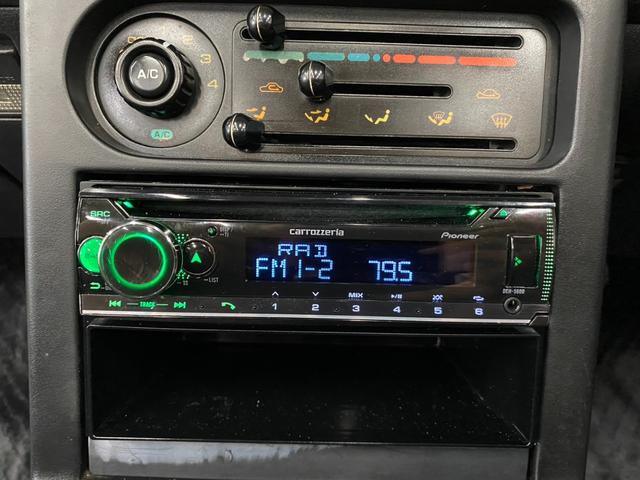 2
3
4
A/C
A/C
SRC
DISP
carrozzeria
Pioneer
RAD
FM1-2 79.5
LIST
DEH-5600
TRACK
MIX
1 2 3 4 5 6